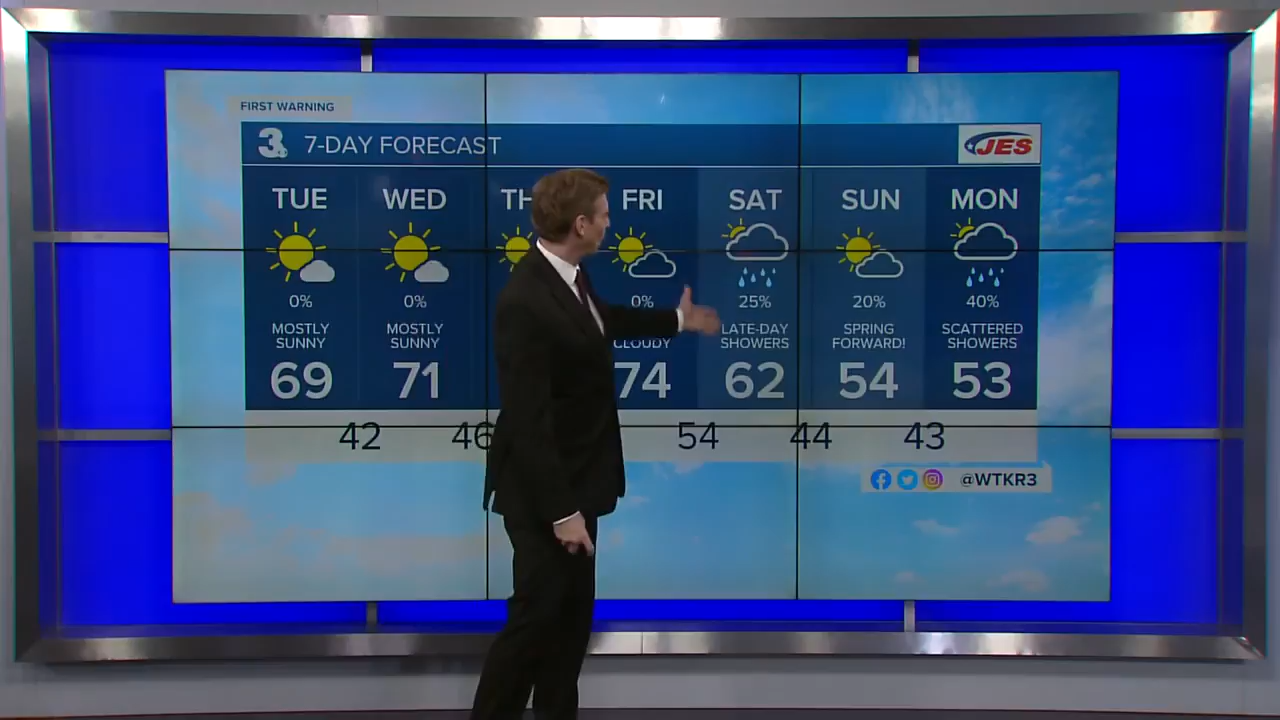 FIRST WARNING
3 7-DAY FORECAST JES
TUE WED TH FRI SAT SUN MON
0% 0% 0% 25% 20% 40%
MOSTLY SUNNY
MOSTLY SUNNY
CLOUDY
LATE-DAY SHOWERS
SPRING FORWARD!
SCATTERED SHOWERS
69 71 74 62 54 53
42 46 54 44 43
@WTKR3